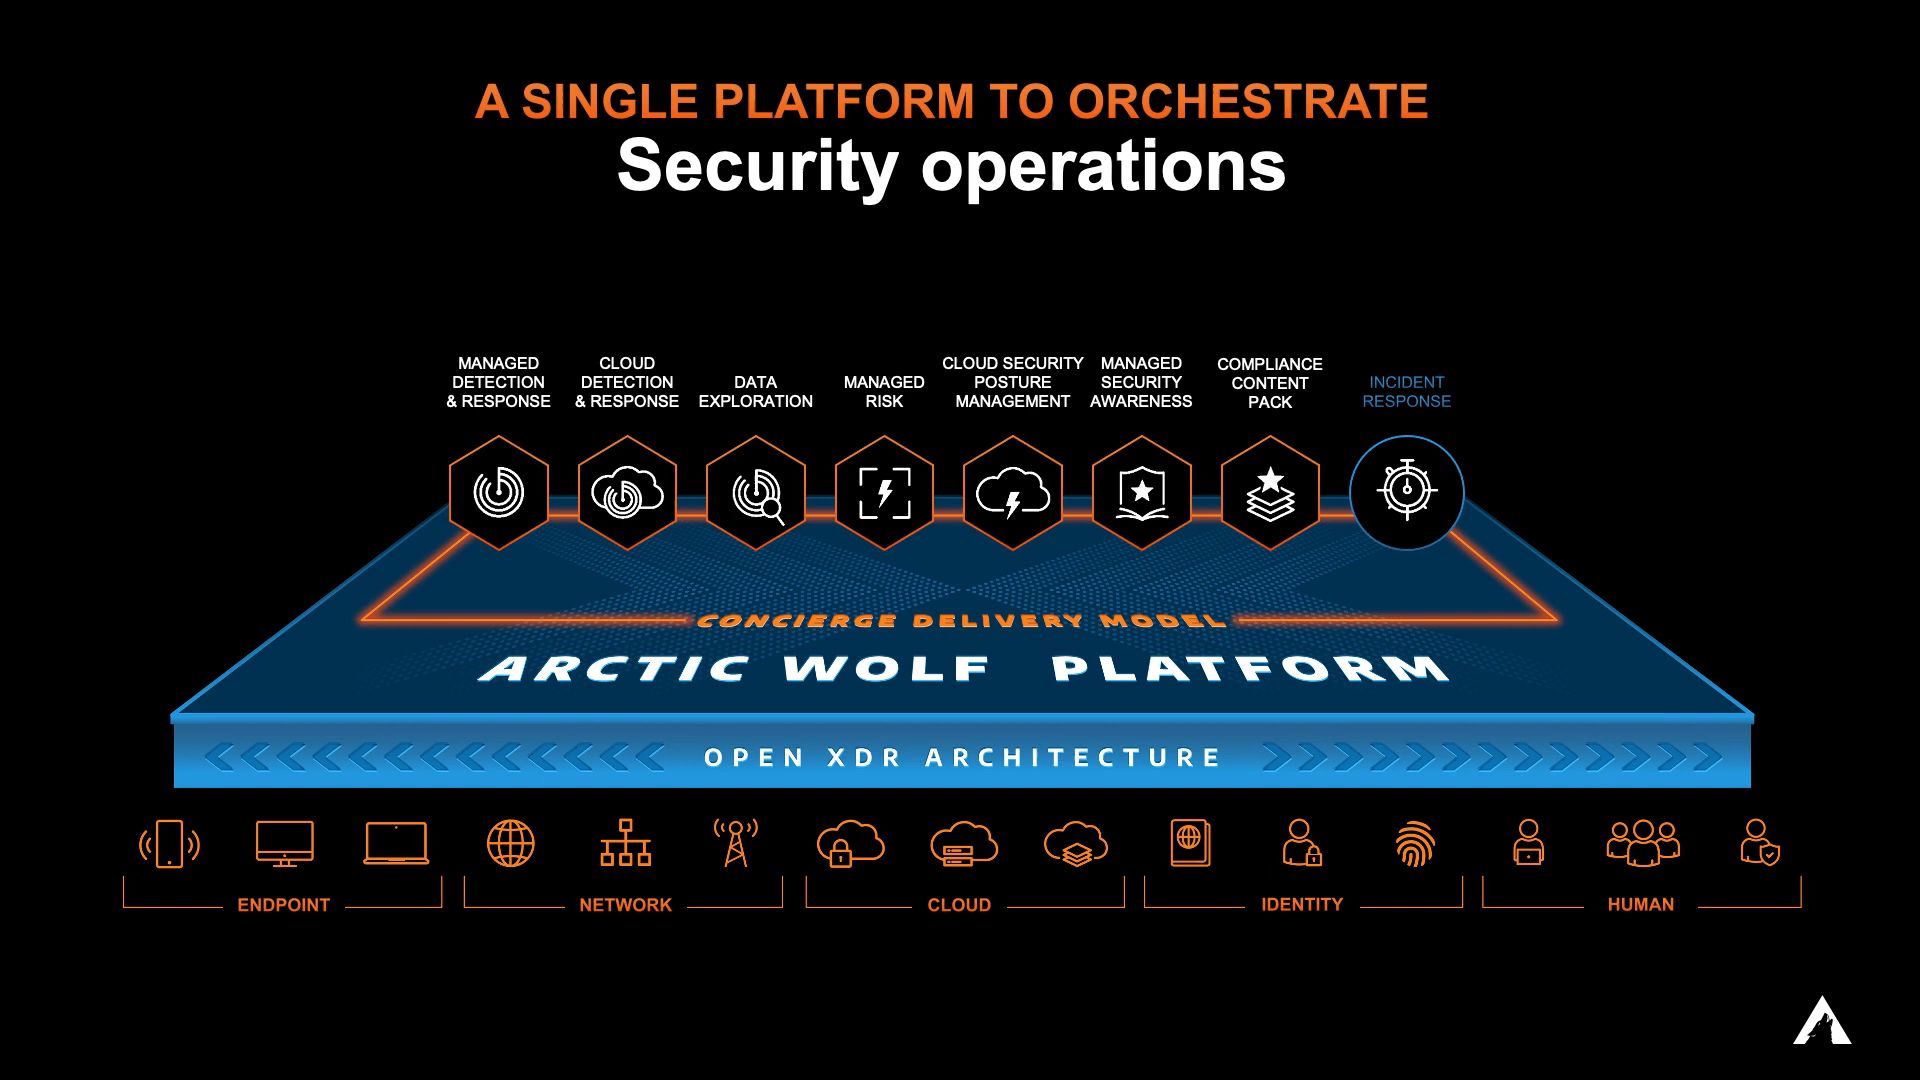 A SINGLE PLATFORM TO ORCHESTRATE
Security operations
MANAGED
DETECTION
& RESPONSE
CLOUD
DETECTION
& RESPONSE
DATA
EXPLORATION
MANAGED
RISK
CLOUD SECURITY
POSTURE
MANAGEMENT
MANAGED
SECURITY
AWARENESS
COMPLIANCE
CONTENT
PACK
INCIDENT
RESPONSE
CONCIERGE DELIVERY MODEL
ARCTIC WOLF PLATFORM
OPEN XDR ARCHITECTURE
ENDPOINT
NETWORK
CLOUD
IDENTITY
HUMAN